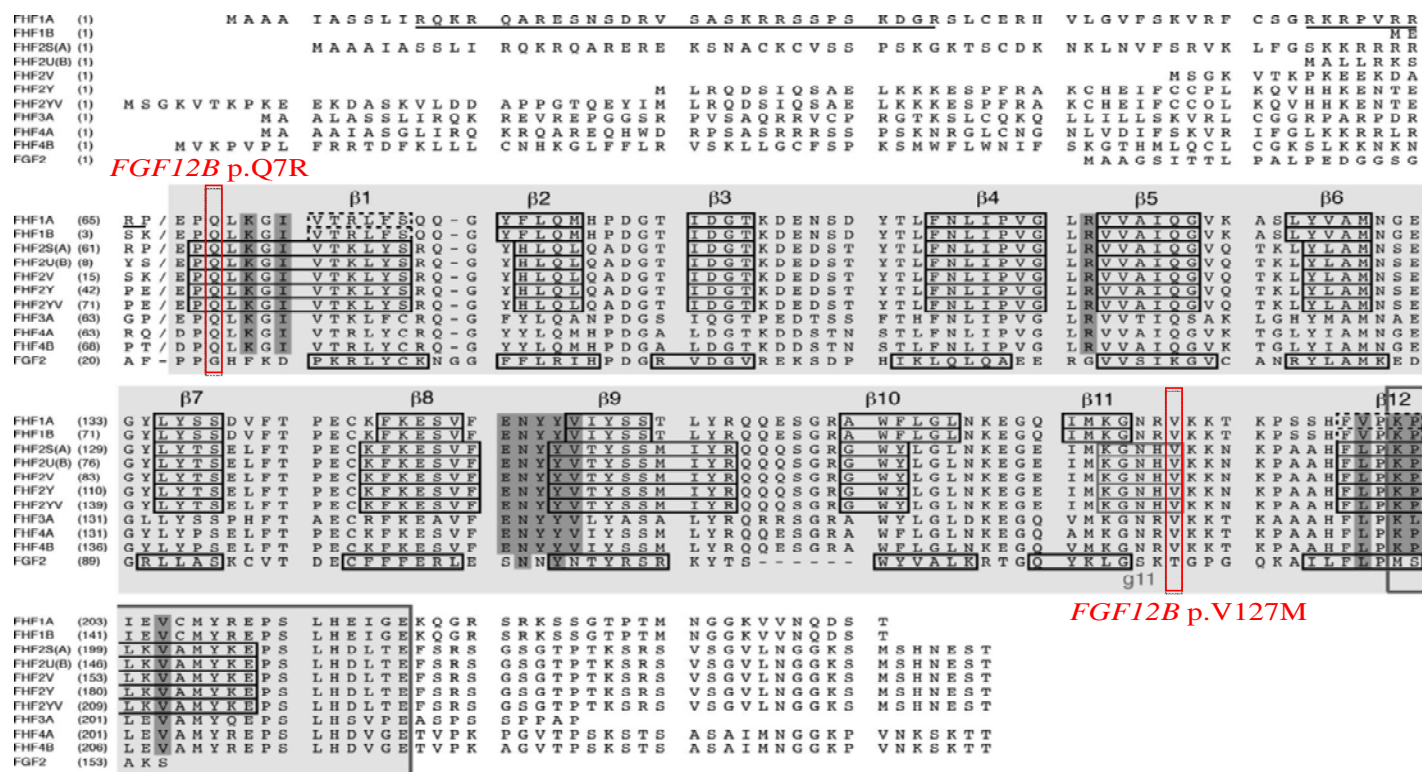 FHF1A (1) MAAA IASSLIRQKR QARESNSDRV SASKRRSSPS KDGRSLCERH VLGVFSKVRF CSGRKRPVRR
FHF1B (1) ME
FHF2S(A) (1) MAAAIASSLI RQKRQARERE KSNACKCVSS PSKGKTSCDK NKLNVFSRVK LFGSKKRRRR
FHF2U(B) (1) MALLRKS
FHF2V (1) MSGK VTKPKEEKDA
FHF2Y (1) M LRQDSIQSAE LKKKESPFRA KCHEIFCCPL KQVHHKENTE
FHF2YV (1) MSGKVTKPKE EKDASKVLDD APPGTQEYIM LRQDSIQSAE LKKKESPFRA KCHEIFCCOL KQVHHKENTE
FHF3A (1) MA ALASSLIRQK REVREPGGSR PVSAQRRVCP RGTKSLCQKQ LLILLSKVRL CGGRPARPDR
FHF4A (1) MA AAIASGLIRQ KRQAREQHWD RPSASRRRSS PSKNRGLCNG NLVDIFSKVR IFGLKKRRLR
FHF4B (1) MVKPVPL FRRTDFKLLL CNHKGLFFLR VSKLLGCFSP KSMWFLWNIF SKGTHMLQCL CGKSLKKNKN
FGF2 (1) MAAGSITTL PALPEDGGSG
FGF12B p.Q7R
β1 β2 β3 β4 β5 β6
FHF1A (65) RP/EPQLKGI VTRLFSQQ-G YFLQMHPDGT IDGTKDENSD YTLFNLIPVG LRVVAIQGVK ASLYVAMNGE
FHF1B (3) SK/EPQLKGI VTRLFSQQ-G YFLQMHPDGT IDGTKDENSD YTLFNLIPVG LRVVAIQGVK ASLYVAMNGE
FHF2S(A) (61) RP/EPQLKGI VTKLYSRQ-G YHLQLQADGT IDGTKDEDST YTLFNLIPVG LRVVAIQGVQ TKLYLAMNSE
FHF2U(B) (8) YS/EPQLKGI VTKLYSRQ-G YHLQLQADGT IDGTKDEDST YTLFNLIPVG LRVVAIQGVQ TKLYLAMNSE
FHF2V (15) SK/EPQLKGI VTKLYSRQ-G YHLQLQADGT IDGTKDEDST YTLFNLIPVG LRVVAIQGVQ TKLYLAMNSE
FHF2Y (42) PE/EPQLKGI VTKLYSRQ-G YHLQLQADGT IDGTKDEDST YTLFNLIPVG LRVVAIQGVQ TKLYLAMNSE
FHF2YV (71) PE/EPQLKGI VTKLYSRQ-G YHLQLQADGT IDGTKDEDST YTLFNLIPVG LRVVAIQGVQ TKLYLAMNSE
FHF3A (63) GP/EPQLKGI VTKLFCRQ-G FYLQANPDGS IQGTPEDTSS FTHFNLIPVG LRVVTIQSAK LGHYMAMNAE
FHF4A (63) RQ/DPQLKGI VTRLYCRQ-G YYLQMHPDGA LDGTKDDSTN STLFNLIPVG LRVVAIQGVK TGLYIAMNGE
FHF4B (68) PT/DPQLKGI VTRLYCRQ-G YYLQMHPDGA LDGTKDDSTN STLFNLIPVG LRVVAIQGVK TGLYIAMNGE
FGF2 (20) AF-PPGHFKD PKRLYCKNGG FFLRIHPDGR VDGVREKSDP HIKLQLQAEE RGVVSIKGVC ANRYLAMKED
β7 β8 β9 β10 β11 β12
FHF1A (133) GYLYSSDVFT PECKFKESVF ENYYVIYSST LYRQQESGRA WFLGLNKEGQ IMKGNRVKKT KPSSHFVPKP
FHF1B (71) GYLYSSDVFT PECKFKESVF ENYYVIYSST LYRQQESGRA WFLGLNKEGQ IMKGNRVKKT KPSSHFVPKP
FHF2S(A) (129) GYLYTSELFT PECKFKESVF ENYYVTYSSM IYRQQQSGRG WYLGLNKEGE IMKGNHVKKN KPAAHFLPKP
FHF2U(B) (76) GYLYTSELFT PECKFKESVF ENYYVTYSSM IYRQQQSGRG WYLGLNKEGE IMKGNHVKKN KPAAHFLPKP
FHF2V (83) GYLYTSELFT PECKFKESVF ENYYVTYSSM IYRQQQSGRG WYLGLNKEGE IMKGNHVKKN KPAAHFLPKP
FHF2Y (110) GYLYTSELFT PECKFKESVF ENYYVTYSSM IYRQQQSGRG WYLGLNKEGE IMKGNHVKKN KPAAHFLPKP
FHF2YV (139) GYLYTSELFT PECKFKESVF ENYYVTYSSM IYRQQQSGRG WYLGLNKEGE IMKGNHVKKN KPAAHFLPKP
FHF3A (131) GLLYSSPHFT AECRFKEAVF ENYYVLYASA LYRQRRSGRA WYLGLDKEGQ VMKGNRVKKT KAAAHFLPKL
FHF4A (131) GYLYPSELFT PECKFKESVF ENYYVIYSSM LYRQQESGRA WFLGLNKEGQ AMKGNRVKKT KPAAHFLPKP
FHF4B (136) GYLYPSELFT PECKFKESVF ENYYVIYSSM LYRQQESGRA WFLGLNKEGQ VMKGNRVKKT KPAAHFLPKP
FGF2 (89) GRLLASKCVT DECFFFERLE SNNYNTYRSR KYTS------ WYVALKRTGQ YKLGSKTGPG QKAILFLPMS
g11
FGF12B p.V127M
FHF1A (203) IEVCMYREPS LHEIGEKQGR SRKSSGTPTM NGGKVVNQDS T
FHF1B (141) IEVCMYREPS LHEIGEKQGR SRKSSGTPTM NGGKVVNQDS T
FHF2S(A) (199) LKVAMYKEPS LHDLTEFSRS GSGTPTKSRS VSGVLNGGKS MSHNEST
FHF2U(B) (146) LKVAMYKEPS LHDLTEFSRS GSGTPTKSRS VSGVLNGGKS MSHNEST
FHF2V (153) LKVAMYKEPS LHDLTEFSRS GSGTPTKSRS VSGVLNGGKS MSHNEST
FHF2Y (180) LKVAMYKEPS LHDLTEFSRS GSGTPTKSRS VSGVLNGGKS MSHNEST
FHF2YV (209) LKVAMYKEPS LHDLTEFSRS GSGTPTKSRS VSGVLNGGKS MSHNEST
FHF3A (201) LEVAMYQEPS LHSVPEASPS SPPAP
FHF4A (201) LEVAMYREPS LHDVGETVPK PGVTPSKSTS ASAIMNGGKP VNKSKTT
FHF4B (206) LEVAMYREPS LHDVGETVPK AGVTPSKSTS ASAIMNGGKP VNKSKTT
FGF2 (153) AKS